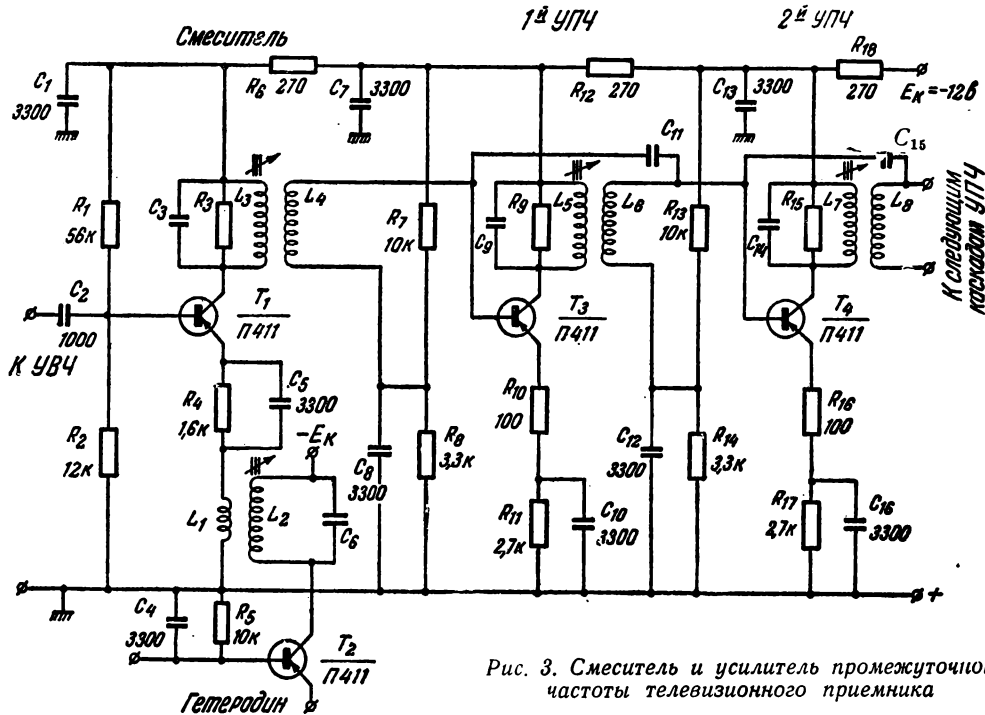 Смеситель
1й УПЧ
2й УПЧ
C1
3300
R6
270
C7
3300
R12
270
C13
3300
R18
270
Eк=-12в
C11
C15
R1
56к
C3
R3
L3
L4
R7
10к
C9
R9
L5
L6
R13
10к
C14
R15
L7
L8
К следующим
каскадам УПЧ
C2
1000
К УВЧ
T1
П411
T3
П411
T4
П411
R2
12к
R4
1,6к
C5
3300
-Eк
L1
L2
C6
C8
3300
R8
3,3к
R10
100
R11
2,7к
C10
3300
C12
3300
R14
3,3к
R16
100
R17
2,7к
C16
3300
+
C4
3300
R5
10к
T2
П411
Гетеродин
Рис. 3. Смеситель и усилитель промежуточной
частоты телевизионного приемника